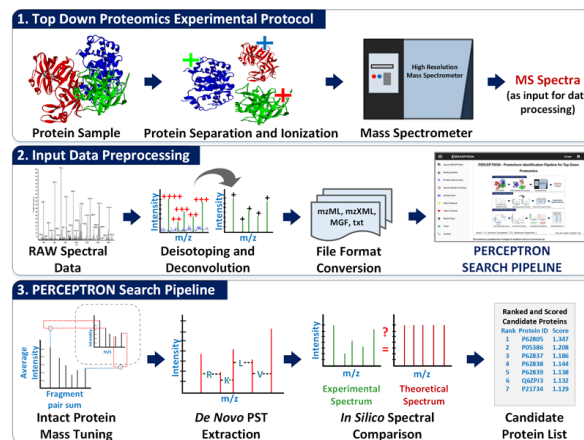 1. Top Down Proteomics Experimental Protocol
High Resolution
Mass Spectrometer
MS Spectra
(as input for dat
processing)
Protein Sample
Protein Separation and Ionization
Mass Spectrometer
2. Input Data Preprocessing
Intensity
m/z
Intensity
m/z
mzML, mzXML,
MGF, txt
PERCEPTRON
RAW Spectral
Data
Deisotoping and
Deconvolution
File Format
Conversion
PERCEPTRON
SEARCH PIPELINE
3. PERCEPTRON Search Pipeline
Average
Intensity
Intensity
m/z
Fragment
pair sum
Intact Protein
Mass Tuning
Intensity
R
K
L
V
m/z
De Novo PST
Extraction
Intensity
?
=
m/z
Experimental
Spectrum
Theoretical
Spectrum
In Silico Spectral
Comparison
Ranked and Scored
Candidate Proteins
Rank Protein ID Score
1 P62805 1.347
2 P05386 1.208
3 P62837 1.186
4 P62838 1.144
5 P62839 1.138
6 Q6ZPI3 1.132
7 P21734 1.129
Candidate
Protein List